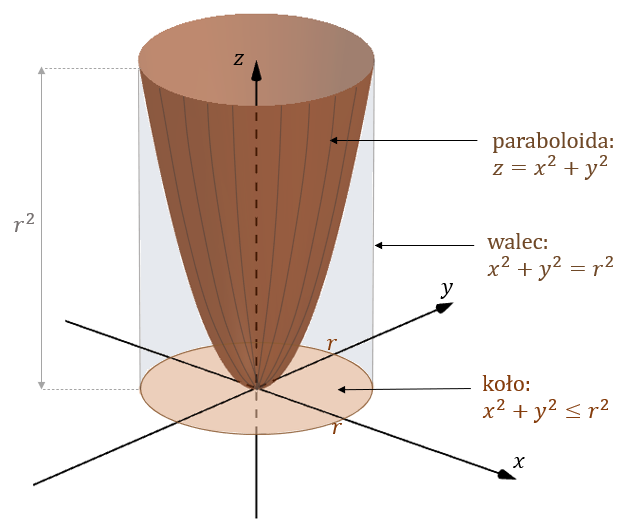 z
paraboloida:
z = x² + y²
r²
walec:
x² + y² = r²
y
r
koło:
x² + y² ≤ r²
r
x